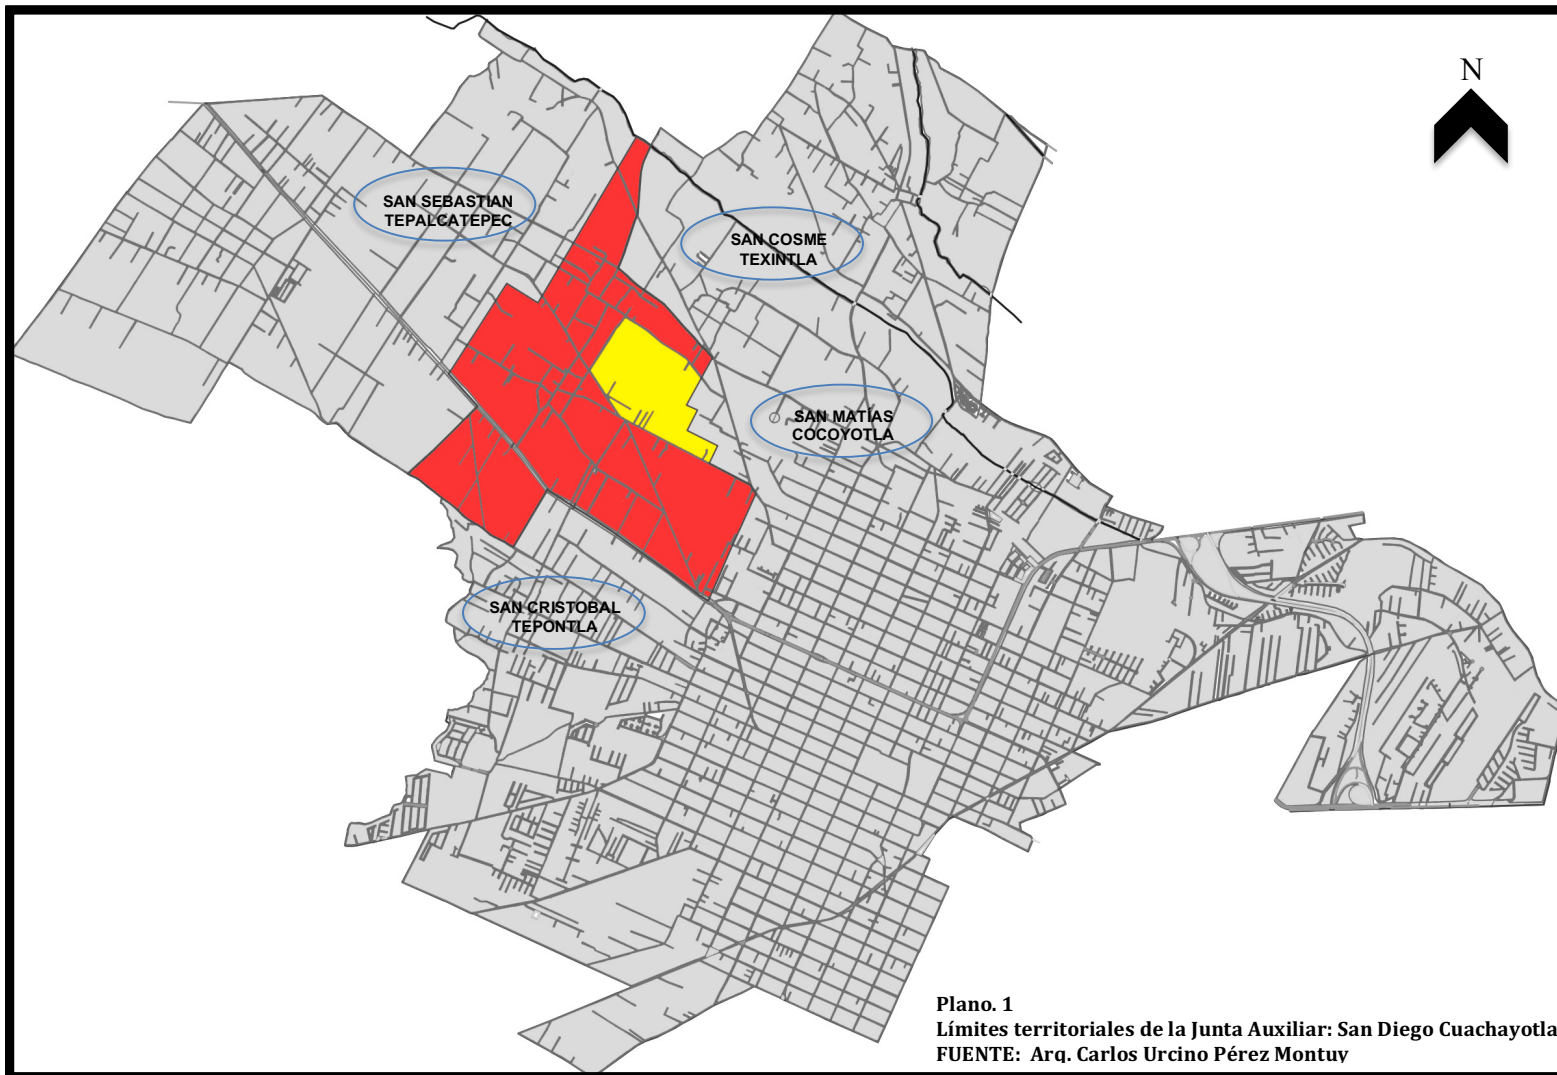 N
SAN SEBASTIAN
TEPALCATEPEC
SAN COSME
TEXINTLA
SAN MATÍAS
COCOYOTLA
SAN CRISTOBAL
TEPONTLA
Plano. 1
Límites territoriales de la Junta Auxiliar: San Diego Cuachayotla
FUENTE: Arq. Carlos Urcino Pérez Montuy